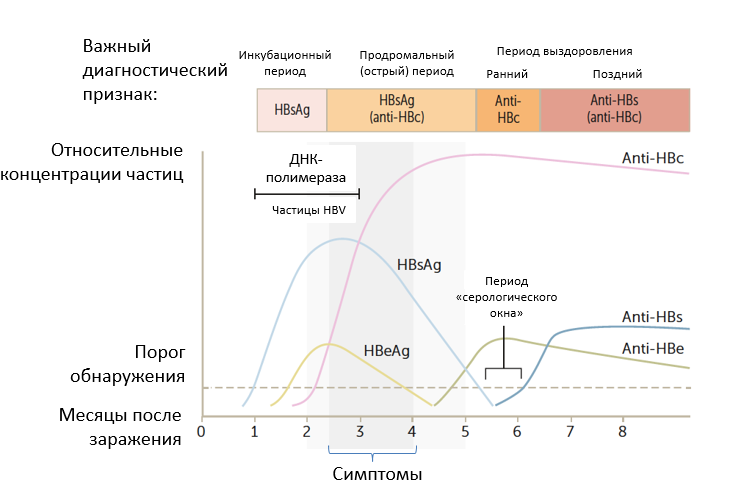 Важный
диагностический
признак:
Инкубационный
период
Продромальный
(острый) период
Период выздоровления
Ранний
Поздний
HBsAg
HBsAg
(anti-HBc)
Anti-
HBc
Anti-HBs
(anti-HBc)
Относительные
концентрации частиц
ДНК-
полимераза
Частицы HBV
Anti-HBc
HBsAg
Период
«серологического
окна»
Anti-HBs
HBeAg
Anti-HBe
Порог
обнаружения
Месяцы после
заражения
0 1 2 3 4 5 6 7 8
Симптомы